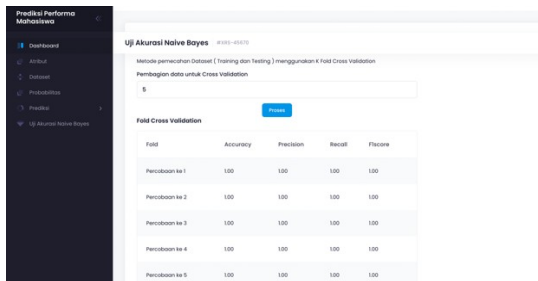 Prediksi Performa
Mahasiswa
Dashboard
Atribut
Dataset
Probabilitas
Prediksi
Uji Akurasi Naive Bayes
Uji Akurasi Naive Bayes
Metode pemecahan Dataset ( Training dan Testing ) menggunakan K Fold Cross Validation
Pembagian data untuk Cross Validation
5
Proses
Fold Cross Validation
Fold Accuracy Precision Recall F1score
Percobaan ke 1 1.00 1.00 1.00 1.00
Percobaan ke 2 1.00 1.00 1.00 1.00
Percobaan ke 3 1.00 1.00 1.00 1.00
Percobaan ke 4 1.00 1.00 1.00 1.00
Percobaan ke 5 1.00 1.00 1.00 1.00